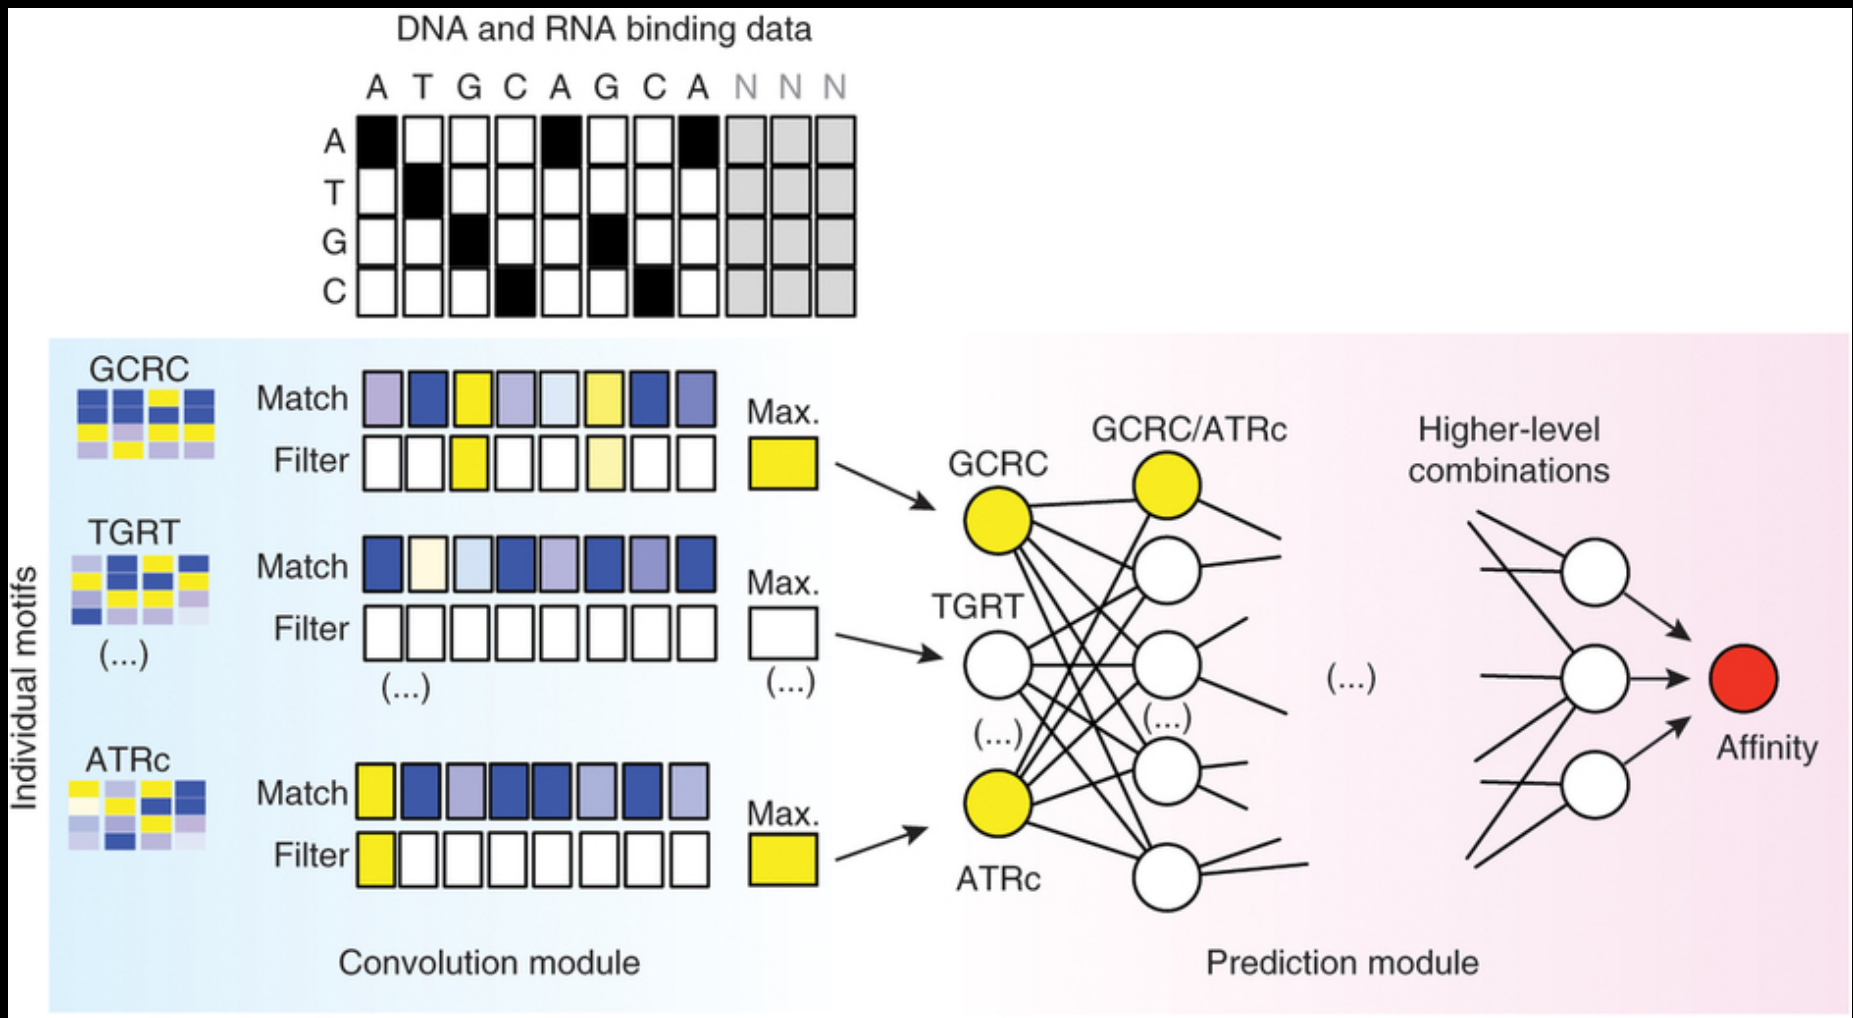 DNA and RNA binding data
A T G C A G C A N N N
A
T
G
C
Individual motifs
GCRC
Match
Filter
Max.
TGRT
(...)
Match
Filter
(...)
Max.
(...)
ATRc
Match
Filter
Max.
Convolution module
GCRC
TGRT
(...)
ATRc
GCRC/ATRc
(...)
(...)
Higher-level
combinations
Affinity
Prediction module